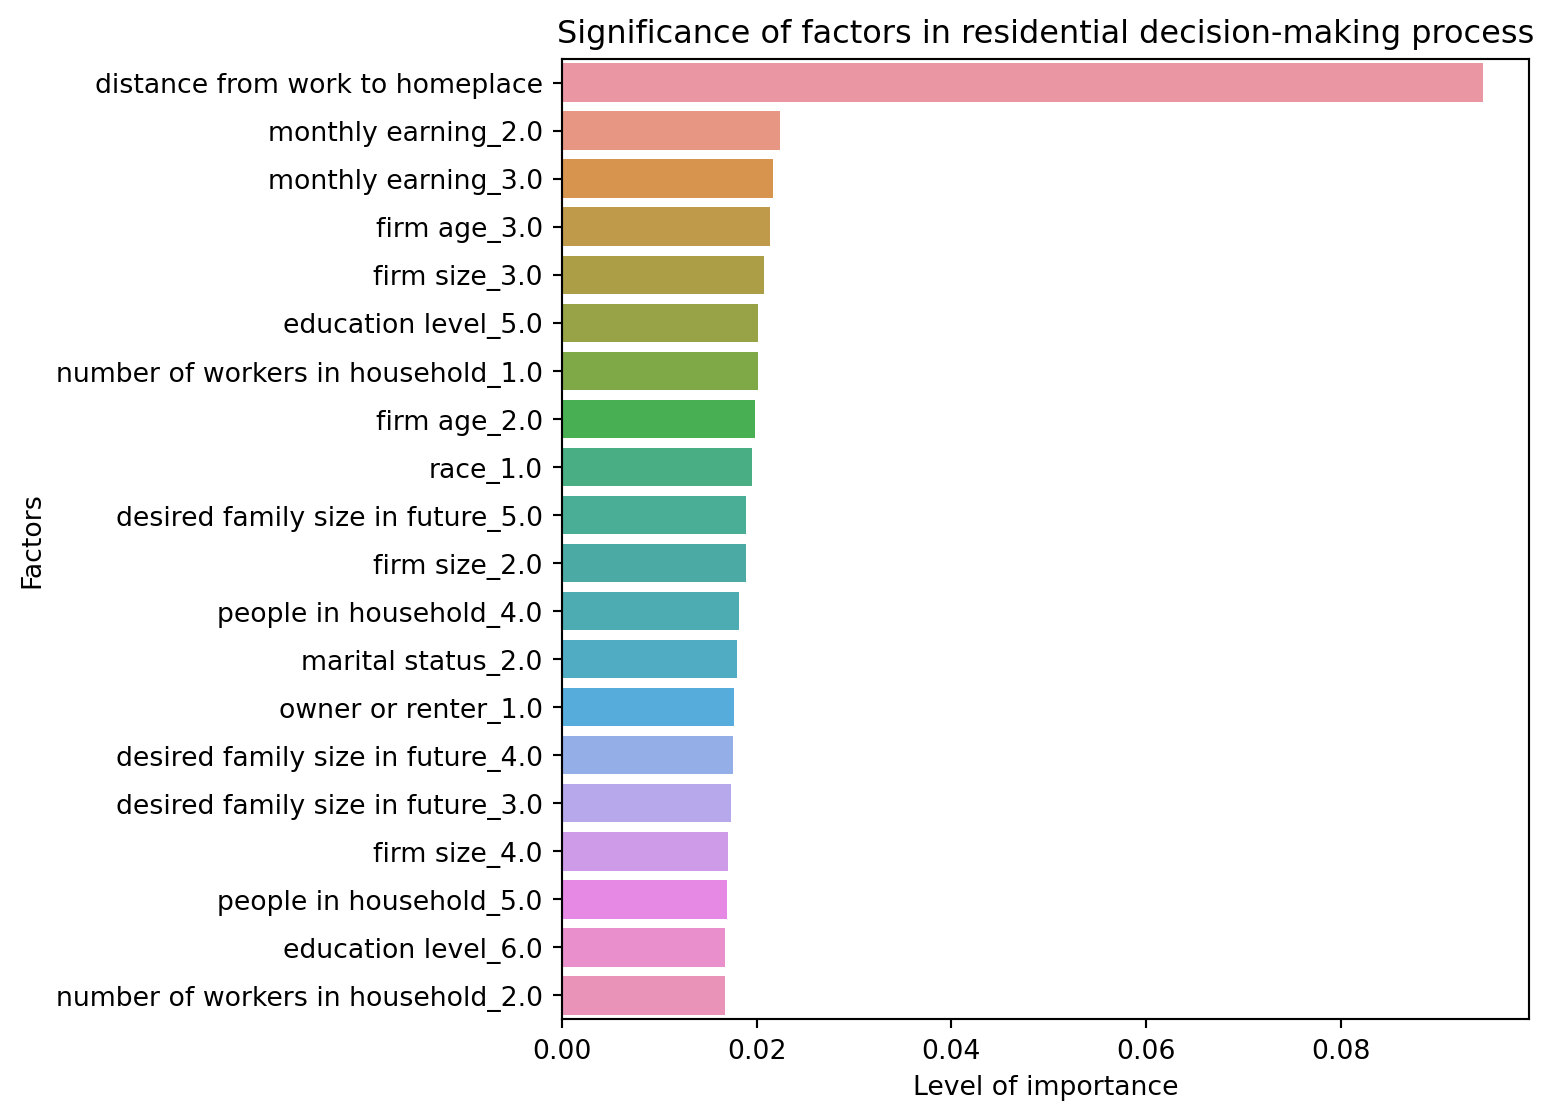 Significance of factors in residential decision-making process
distance from work to homeplace
monthly earning_2.0
monthly earning_3.0
firm age_3.0
firm size_3.0
education level_5.0
number of workers in household_1.0
firm age_2.0
race_1.0
desired family size in future_5.0
firm size_2.0
people in household_4.0
marital status_2.0
owner or renter_1.0
desired family size in future_4.0
desired family size in future_3.0
firm size_4.0
people in household_5.0
education level_6.0
number of workers in household_2.0
Factors
0.00 0.02 0.04 0.06 0.08
Level of importance